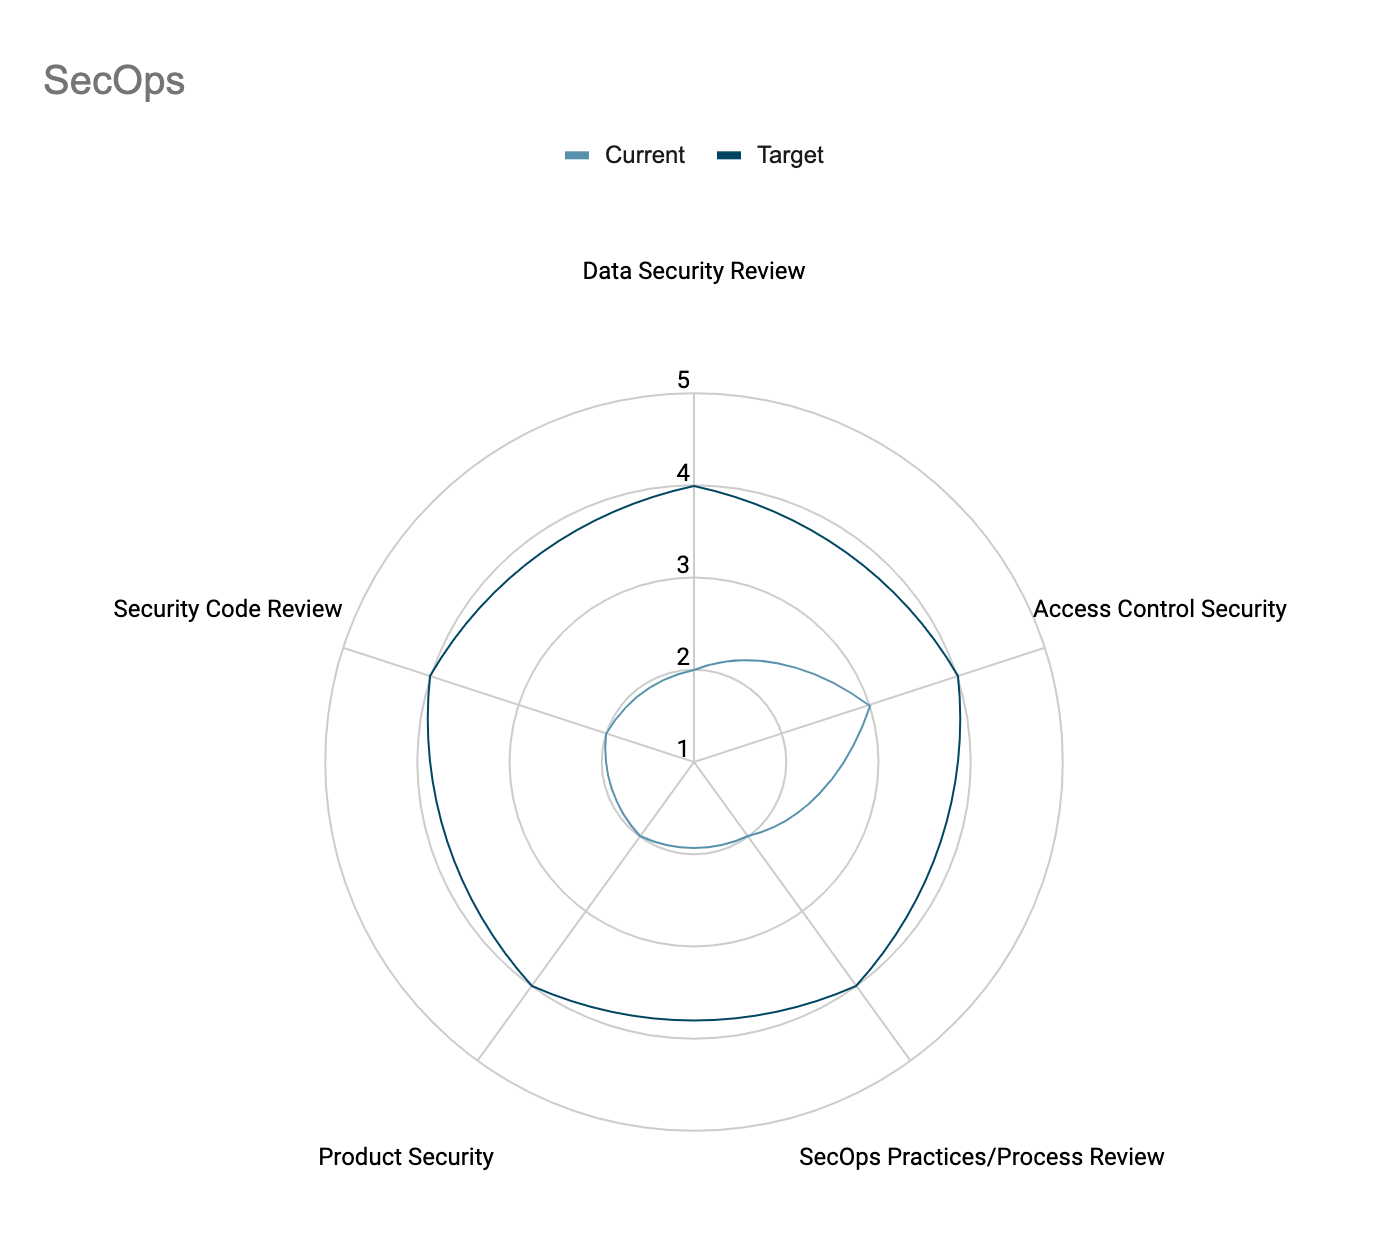 SecOps
Current Target
Data Security Review
5
4
3
Security Code Review Access Control Security
2
1
Product Security SecOps Practices/Process Review